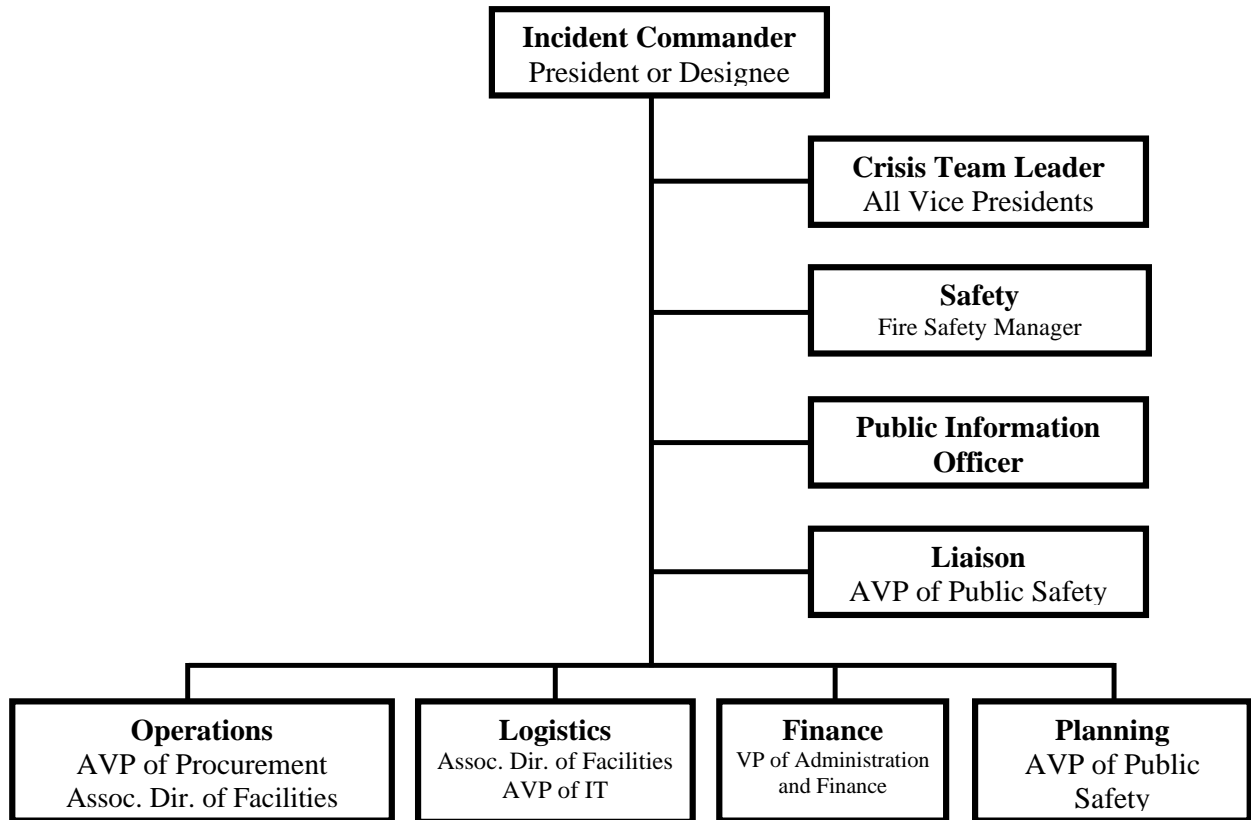 Incident Commander
President or Designee
Crisis Team Leader
All Vice Presidents
Safety
Fire Safety Manager
Public Information
Officer
Liaison
AVP of Public Safety
Operations
AVP of Procurement
Assoc. Dir. of Facilities
Logistics
Assoc. Dir. of Facilities
AVP of IT
Finance
VP of Administration
and Finance
Planning
AVP of Public
Safety